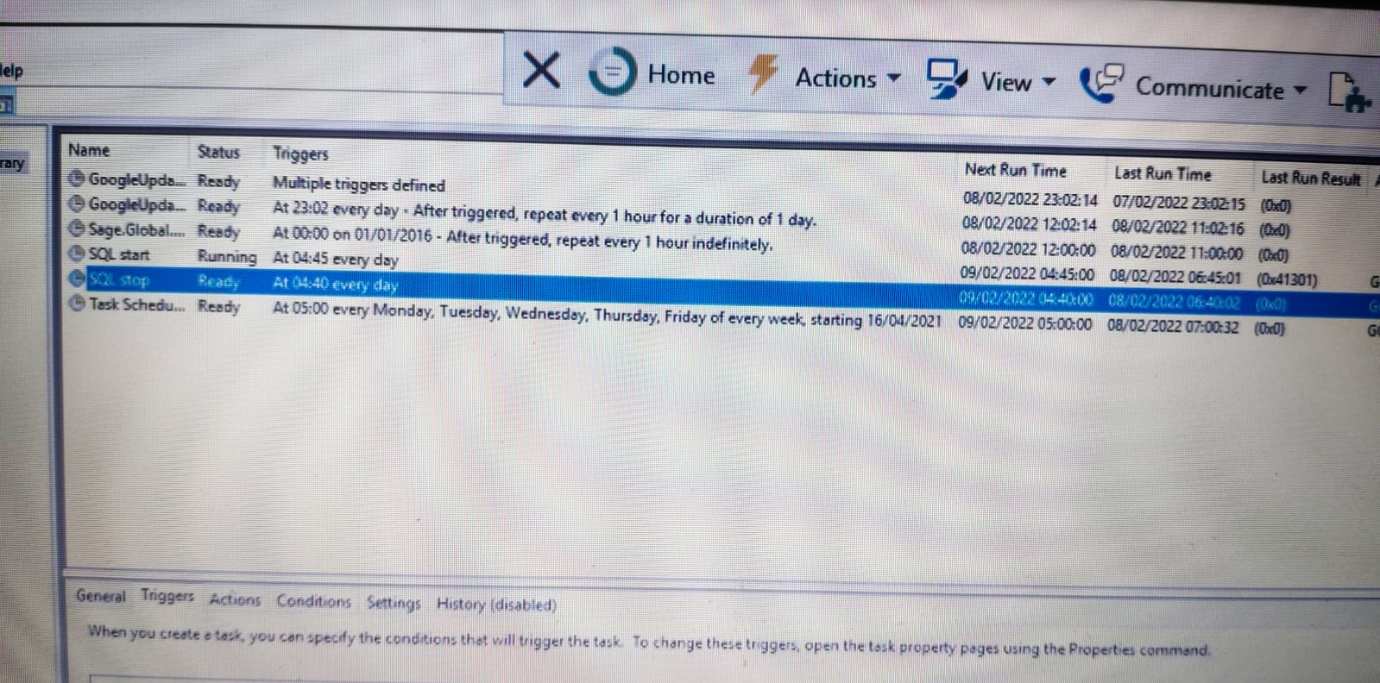 elp
Home Actions View Communicate
rary
Name Status Triggers Next Run Time Last Run Time Last Run Result
GoogleUpda... Ready Multiple triggers defined 08/02/2022 23:02:14 07/02/2022 23:02:15 (0x0)
GoogleUpda... Ready At 23:02 every day - After triggered, repeat every 1 hour for a duration of 1 day. 08/02/2022 12:02:14 08/02/2022 11:02:16 (0x0)
Sage.Global.... Ready At 00:00 on 01/01/2016 - After triggered, repeat every 1 hour indefinitely. 08/02/2022 12:00:00 08/02/2022 11:00:00 (0x0)
SQL start Running At 04:45 every day 09/02/2022 04:45:00 08/02/2022 06:45:01 (0x41301) G
SQL stop Ready At 04:40 every day 09/02/2022 04:40:00 08/02/2022 06:40:02 (0x0) G
Task Schedu... Ready At 05:00 every Monday, Tuesday, Wednesday, Thursday, Friday of every week, starting 16/04/2021 09/02/2022 05:00:00 08/02/2022 07:00:32 (0x0) G
General Triggers Actions Conditions Settings History (disabled)
When you create a task, you can specify the conditions that will trigger the task. To change these triggers, open the task property pages using the Properties command.